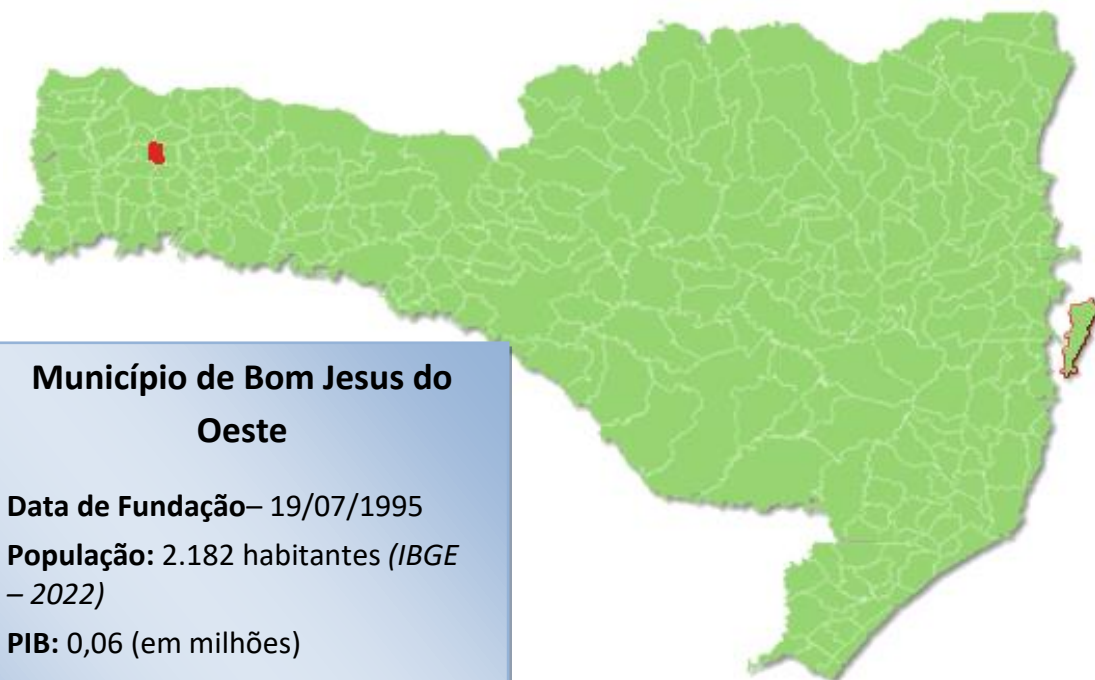 Município de Bom Jesus do
Oeste
Data de Fundação– 19/07/1995
População: 2.182 habitantes (IBGE
– 2022)
PIB: 0,06 (em milhões)